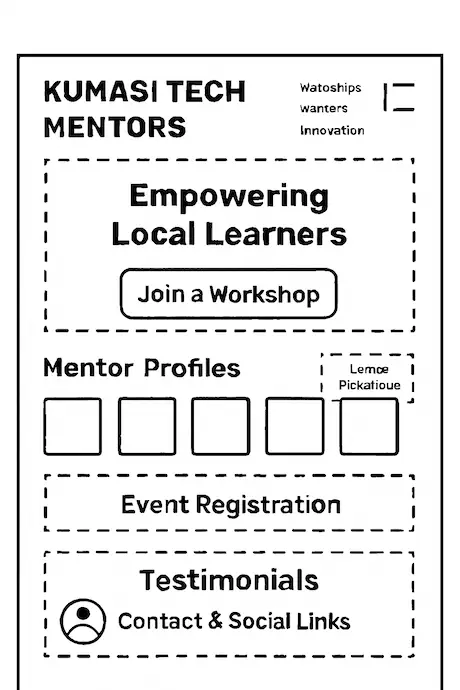 KUMASI TECH
MENTORS
Watoships
wanters
Innovation
Empowering
Local Learners
Join a Workshop
Mentor Profiles
Lemoe
Pickatioue
Event Registration
Testimonials
Contact & Social Links